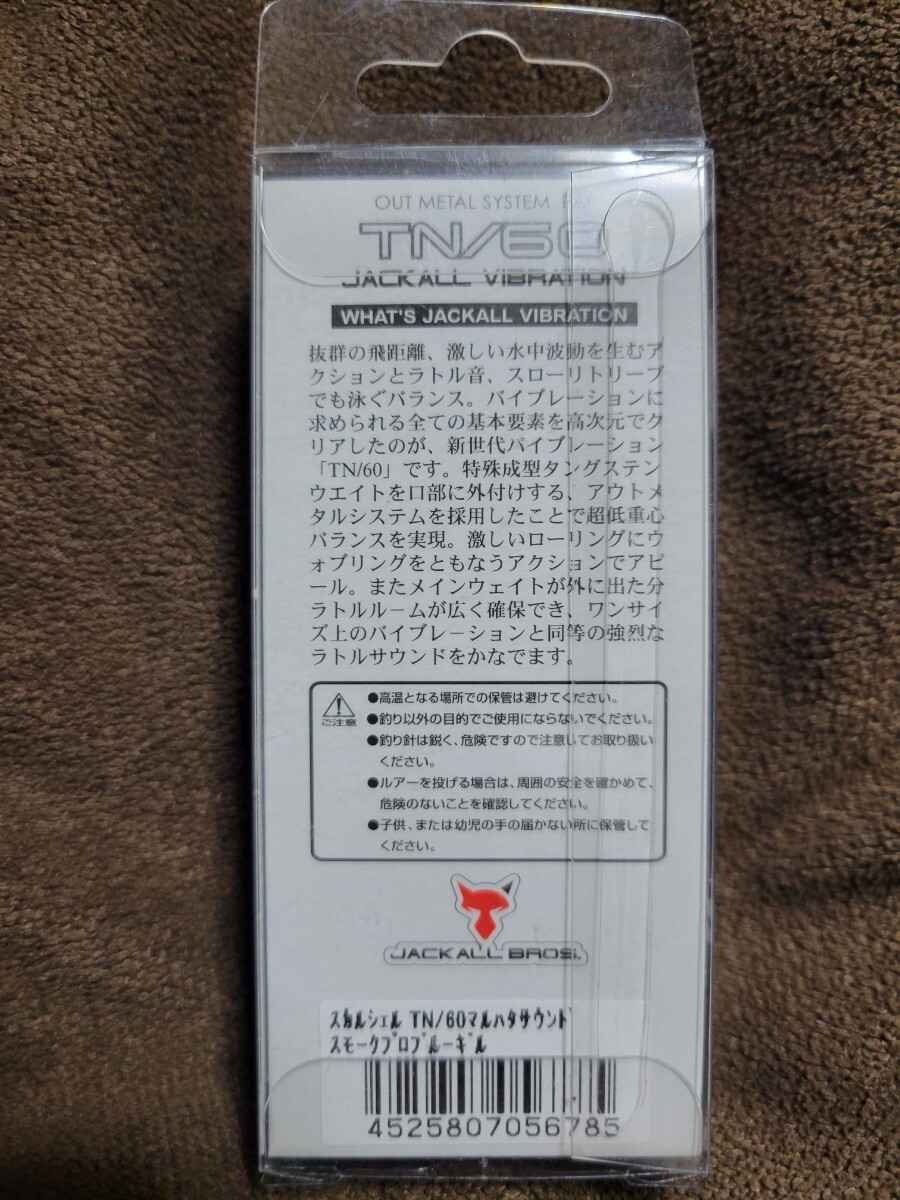 OUT METAL SYSTEM
TN/60
JACKALL VIBRATION
WHAT'S JACKALL VIBRATION
抜群の飛距離、激しい水中波動を生むア
クションとラトル音、スローリトリーブ
でも泳ぐバランス。バイブレーションに
求められる全ての基本要素を高次元でク
リアしたのが、新世代バイブレーション
「TN/60」です。特殊成型タングステン
ウエイトを口部に外付けする、アウトメ
タルシステムを採用したことで超低重心
バランスを実現。激しいローリングにウ
ォブリングをともなうアクションでアピ
ール。またメインウェイトが外に出た分
ラトルルームが広く確保でき、ワンサイ
ズ上のバイブレーションと同等の強烈な
ラトルサウンドをかなでます。
ご注意
●高温となる場所での保管は避けてください。
●釣り以外の目的でご使用にならないでください。
●釣り針は鋭く、危険ですので注意してお取り扱い
ください。
●ルアーを投げる場合は、周囲の安全を確かめて、
危険のないことを確認してください。
●子供、または幼児の手の届かない所に保管して
ください。
JACKALL BROS.
ｽｶﾙｼｪﾙ TN/60ﾏﾙﾊﾀｻｳﾝﾄﾞ
ｽﾓｰｸﾌﾟﾛﾌﾞﾙｰｷﾞﾙ
4525807056785